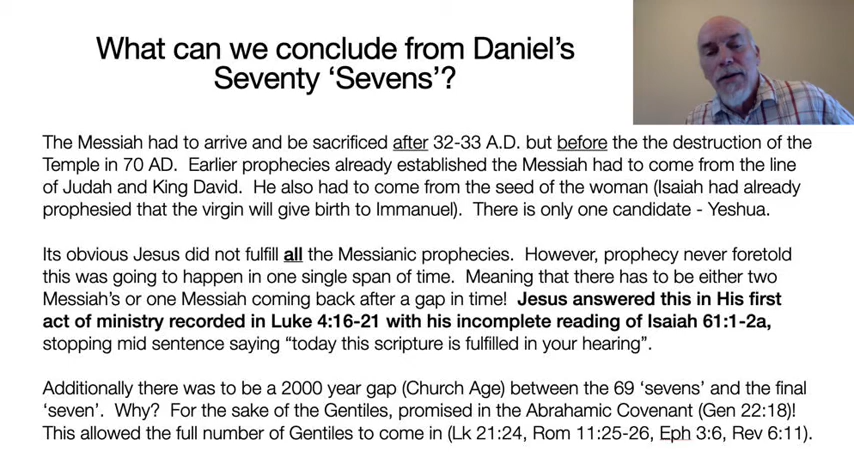 What can we conclude from Daniel's
Seventy 'Sevens'?
The Messiah had to arrive and be sacrificed after 32-33 A.D. but before the the destruction of the
Temple in 70 AD.  Earlier prophecies already established the Messiah had to come from the line
of Judah and King David.  He also had to come from the seed of the woman (Isaiah had already
prophesied that the virgin will give birth to Immanuel).  There is only one candidate - Yeshua.
Its obvious Jesus did not fulfill all the Messianic prophecies.  However, prophecy never foretold
this was going to happen in one single span of time.  Meaning that there has to be either two
Messiah's or one Messiah coming back after a gap in time!  Jesus answered this in His first
act of ministry recorded in Luke 4:16-21 with his incomplete reading of Isaiah 61:1-2a,
stopping mid sentence saying "today this scripture is fulfilled in your hearing".
Additionally there was to be a 2000 year gap (Church Age) between the 69 'sevens' and the final
'seven'.  Why?  For the sake of the Gentiles, promised in the Abrahamic Covenant (Gen 22:18)!
This allowed the full number of Gentiles to come in (Lk 21:24, Rom 11:25-26, Eph 3:6, Rev 6:11).